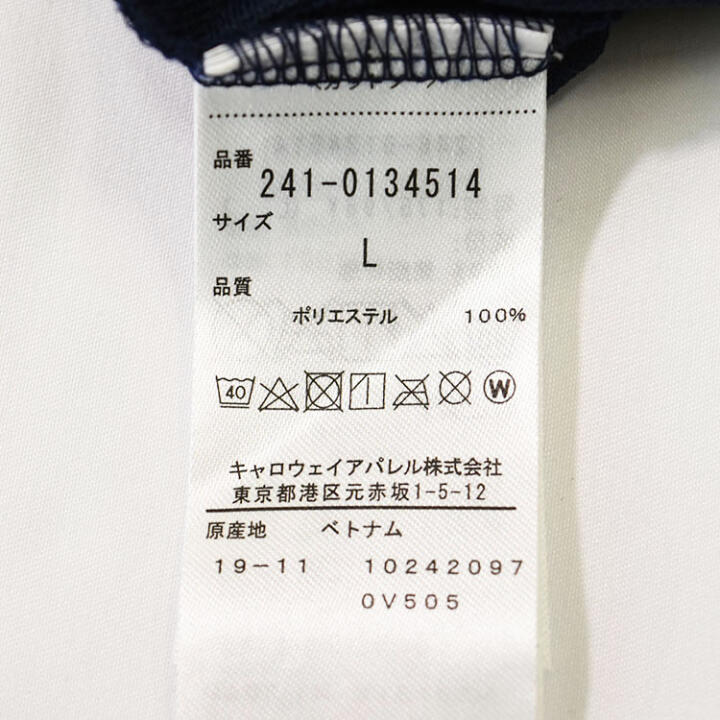 品番
241-0134514
サイズ
L
品質
ポリエステル 100%
40 W
キャロウェイアパレル株式会社
東京都港区元赤坂1-5-12
原産地 ベトナム
19-11 10242097
0V505